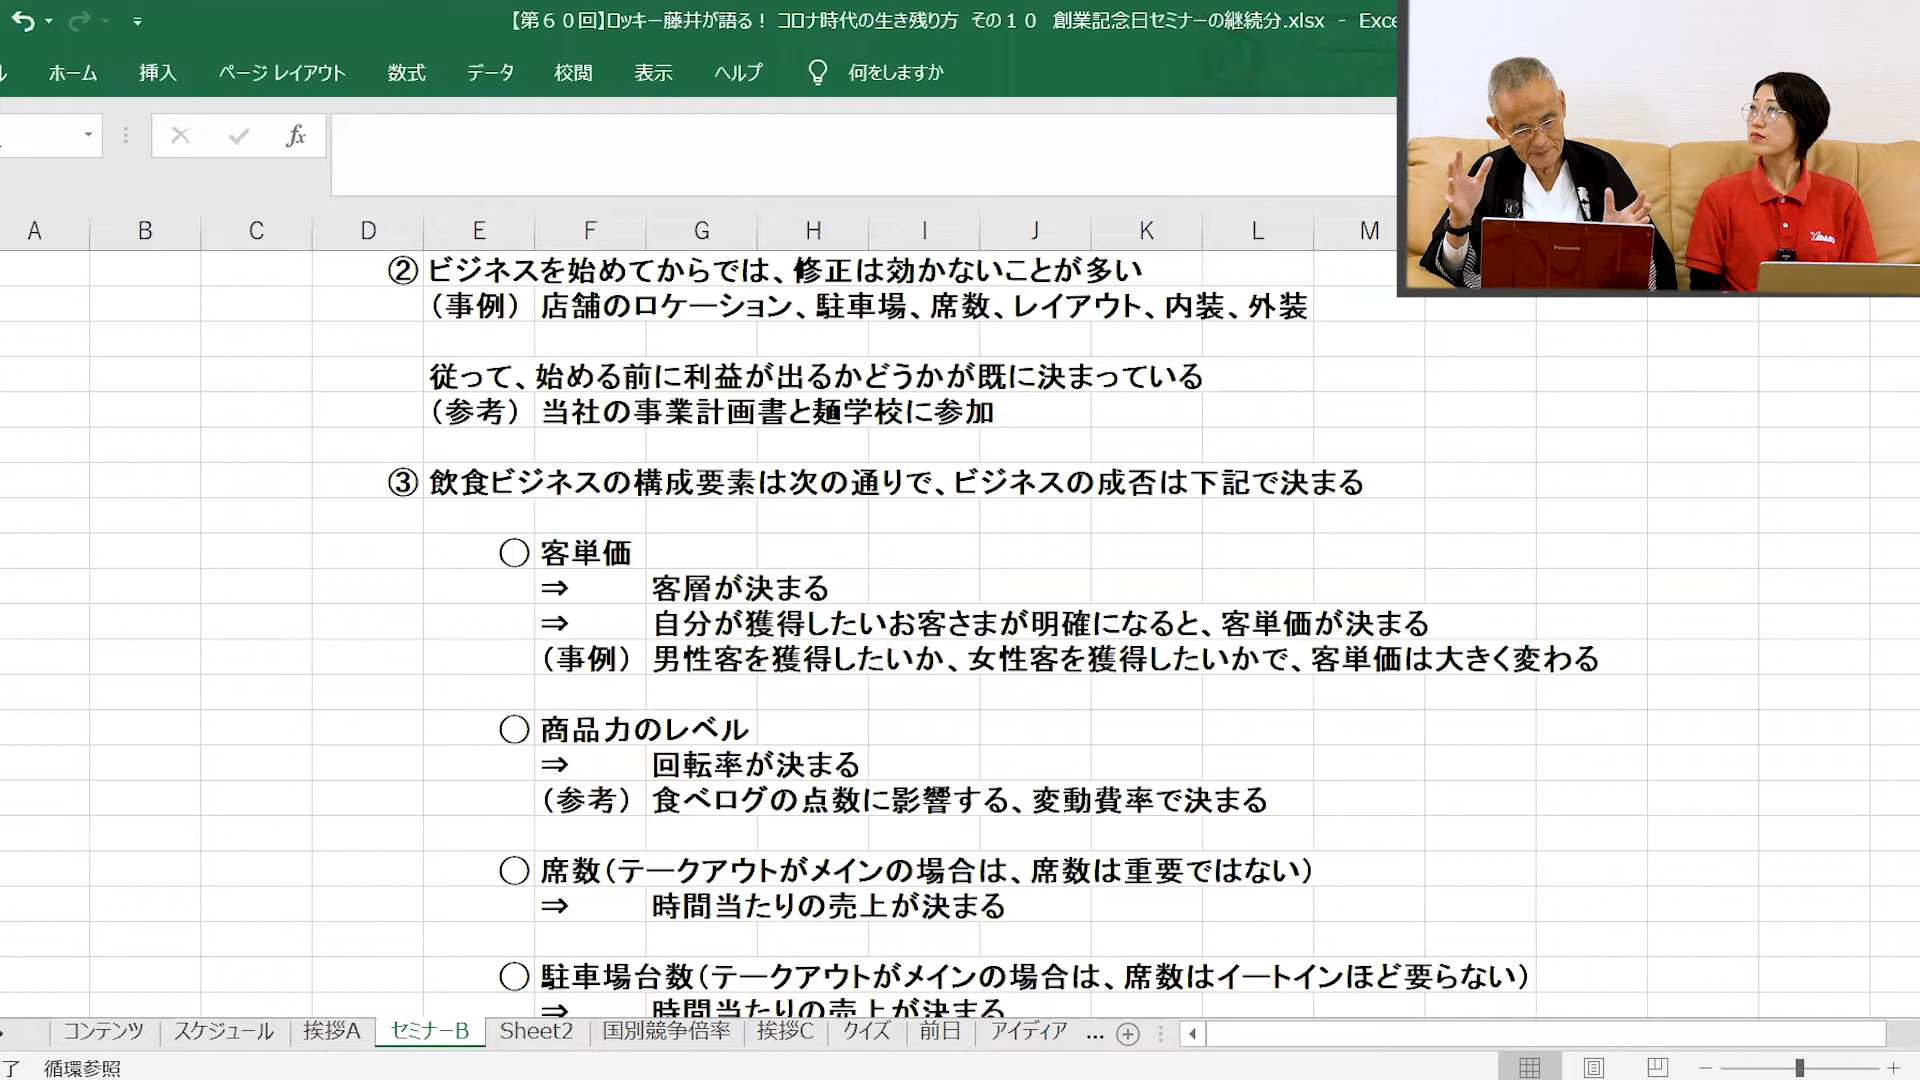 【第６０回】ロッキー藤井が語る！ コロナ時代の生き残り方 その１０ 創業記念日セミナーの継続分.xlsx - Exce
ホーム 挿入 ページ レイアウト 数式 データ 校閲 表示 ヘルプ 何をしますか
fx
A B C D E F G H I J K L M
② ビジネスを始めてからでは、修正は効かないことが多い
（事例） 店舗のロケーション、駐車場、席数、レイアウト、内装、外装
従って、始める前に利益が出るかどうかが既に決まっている
（参考） 当社の事業計画書と麺学校に参加
③ 飲食ビジネスの構成要素は次の通りで、ビジネスの成否は下記で決まる
○ 客単価
⇒ 客層が決まる
⇒ 自分が獲得したいお客さまが明確になると、客単価が決まる
（事例） 男性客を獲得したいか、女性客を獲得したいかで、客単価は大きく変わる
○ 商品力のレベル
⇒ 回転率が決まる
（参考） 食べログの点数に影響する、変動費率で決まる
○ 席数（テークアウトがメインの場合は、席数は重要ではない）
⇒ 時間当たりの売上が決まる
○ 駐車場台数（テークアウトがメインの場合は、席数はイートインほど要らない）
⇒ 時間当たりの売上が決まる
コンテンツ スケジュール 挨拶A セミナーB Sheet2 国別競争倍率 挨拶C クイズ 前日 アイディア ...
了 循環参照